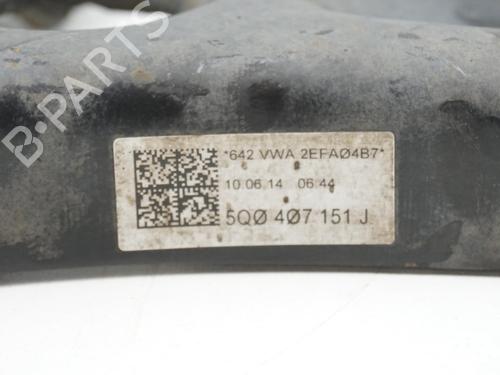 *642 VWA 2EFAØ4B7*
10.06.14 06:44
5QØ 4Ø7 151 J
B-PARTS